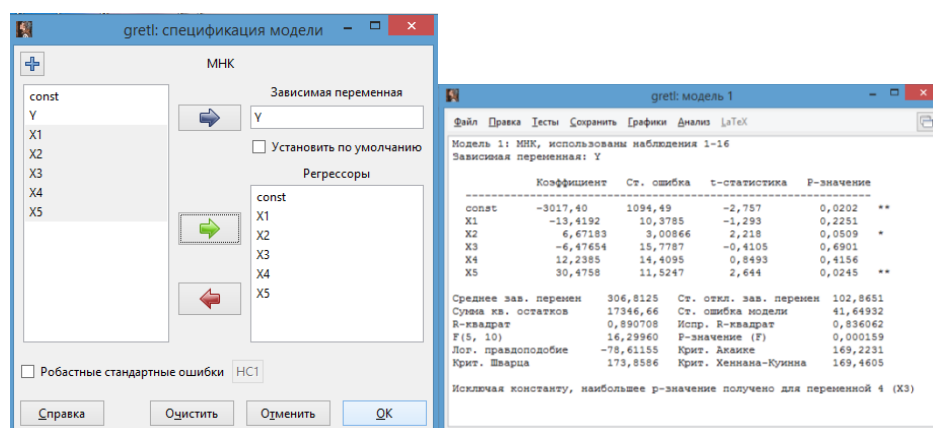 gretl: спецификация модели
МНК
const
Y
X1
X2
X3
X4
X5
Зависимая переменная
Y
Установить по умолчанию
Регрессоры
const
X1
X2
X3
X4
X5
Робастные стандартные ошибки HC1
Справка Очистить Отменить OK
gretl: модель 1
Файл Правка Тесты Сохранить Графики Анализ LaTeX
Модель 1: МНК, использованы наблюдения 1-16
Зависимая переменная: Y
Коэффициент Ст. ошибка t-статистика P-значение
const -3017,40 1094,49 -2,757 0,0202 **
X1 -13,4192 10,3785 -1,293 0,2251
X2 6,67183 3,00866 2,218 0,0509 *
X3 -6,47654 15,7787 -0,4105 0,6901
X4 12,2385 14,4095 0,8493 0,4156
X5 30,4758 11,5247 2,644 0,0245 **
Среднее зав. перемен 306,8125 Ст. откл. зав. перемен 102,8651
Сумма кв. остатков 17346,66 Ст. ошибка модели 41,64932
R-квадрат 0,890708 Испр. R-квадрат 0,836062
F(5, 10) 16,29960 P-значение (F) 0,000159
Лог. правдоподобие -78,61155 Крит. Акаике 169,2231
Крит. Шварца 173,8586 Крит. Хеннана-Куинна 169,4605
Исключая константу, наибольшее p-значение получено для переменной 4 (X3)